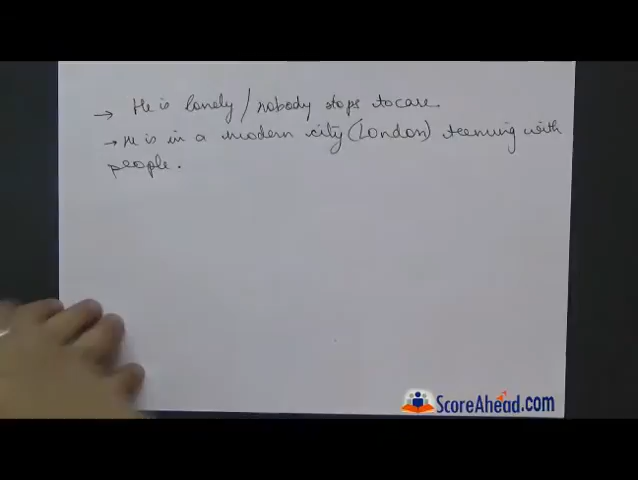 → He is lonely / nobody stops to care.
→ He is in a modern city (London) teeming with
people.
ScoreAhead.com